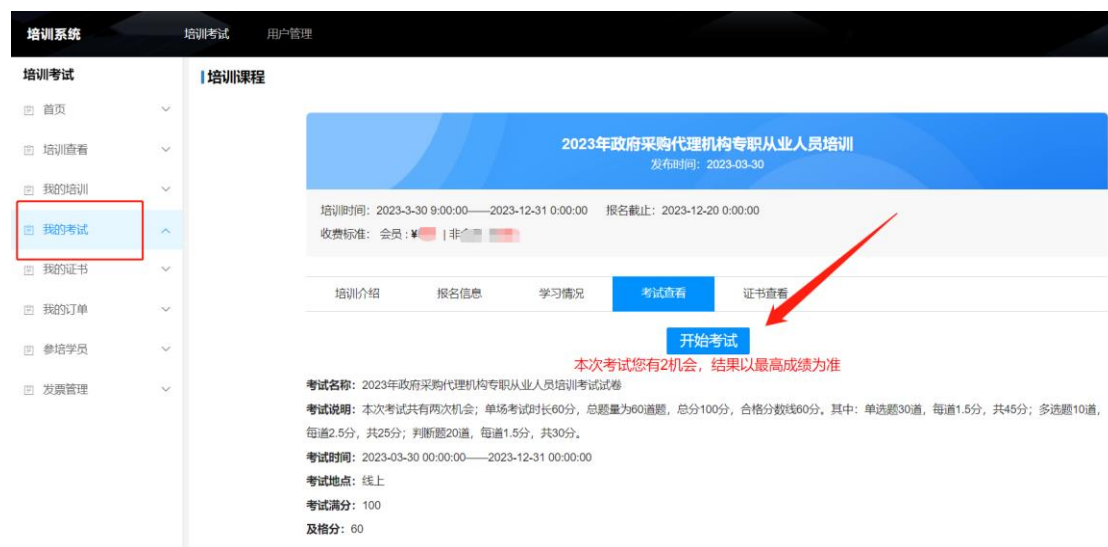 培训系统
培训考试
用户管理
培训考试
首页
培训查看
我的培训
我的考试
我的证书
我的订单
参培学员
发票管理
培训课程
2023年政府采购代理机构专职从业人员培训
发布时间：2023-03-30
培训时间：2023-3-30 9:00:00——2023-12-31 0:00:00 报名截止：2023-12-20 0:00:00
收费标准： 会员 : ¥ | 非
培训介绍
报名信息
学习情况
考试查看
证书查看
开始考试
本次考试您有2机会，结果以最高成绩为准
考试名称：2023年政府采购代理机构专职从业人员培训考试试卷
考试说明：本次考试共有两次机会；单场考试时长60分，总题量为60道题，总分100分，合格分数线60分。其中：单选题30道，每道1.5分，共45分；多选题10道，
每道2.5分，共25分；判断题20道，每道1.5分，共30分。
考试时间：2023-03-30 00:00:00——2023-12-31 00:00:00
考试地点：线上
考试满分：100
及格分：60